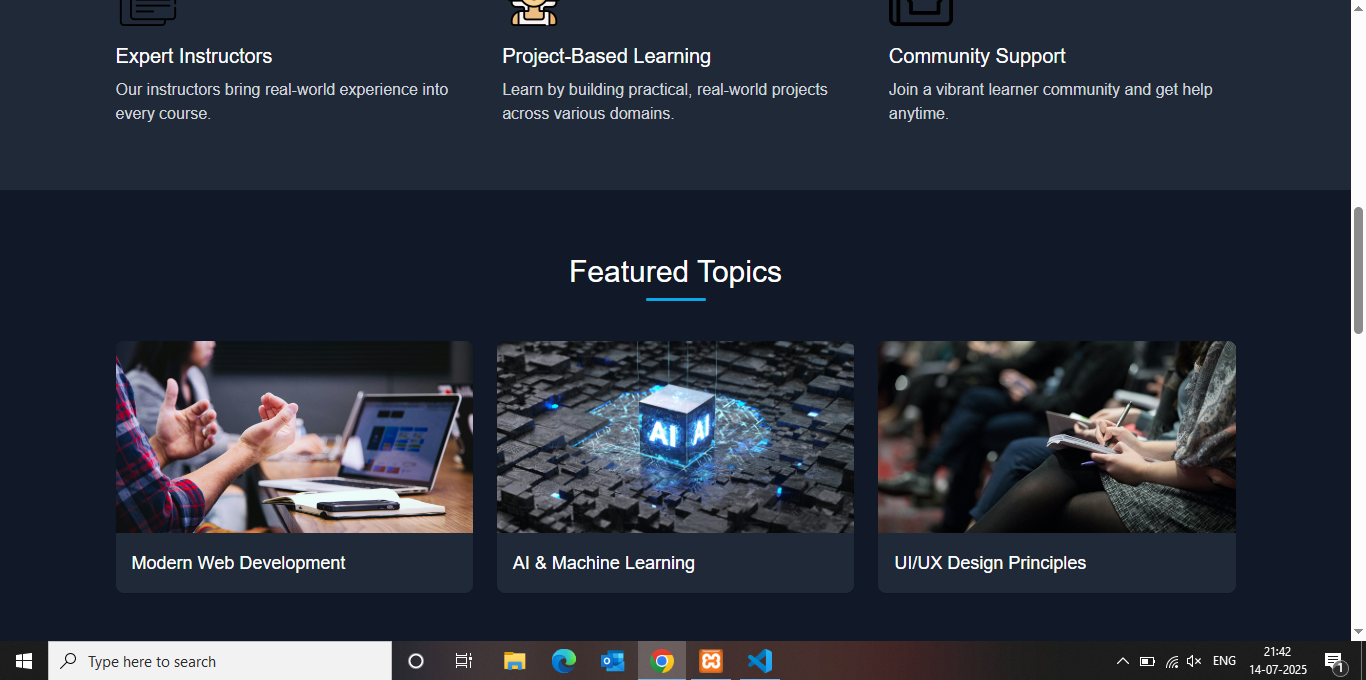 Expert Instructors
Our instructors bring real-world experience into
every course.
Project-Based Learning
Learn by building practical, real-world projects
across various domains.
Community Support
Join a vibrant learner community and get help
anytime.
Featured Topics
AI AI
Modern Web Development
AI & Machine Learning
UI/UX Design Principles
Type here to search
ENG
21:42
14-07-2025
1